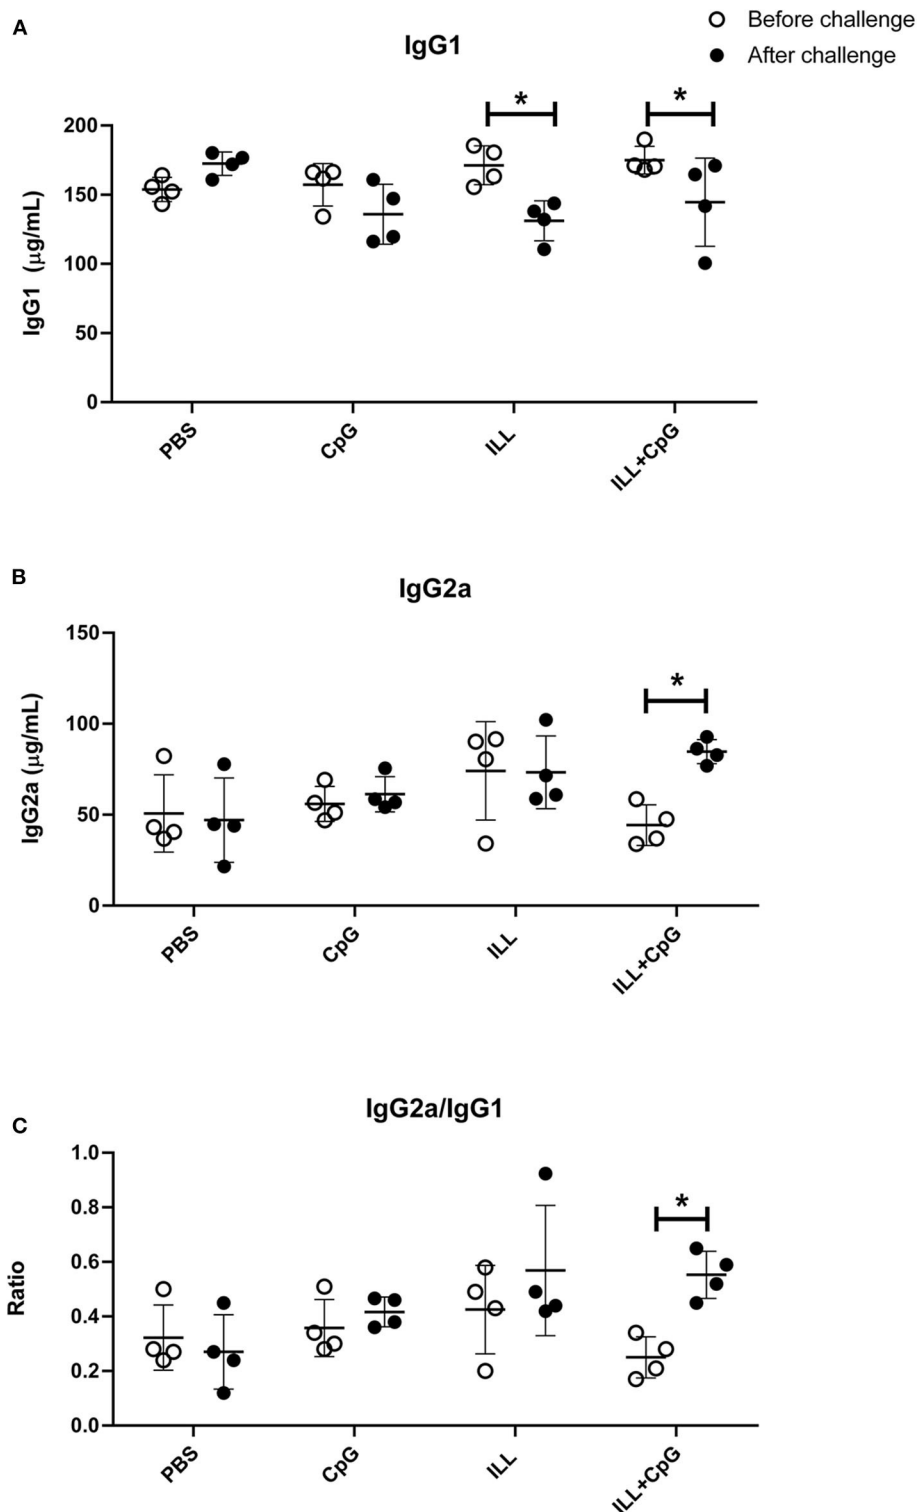 A
IgG1
Before challenge
After challenge
*
*
200
150
100
50
0
IgG1 (μg/mL)
PBS
CpG
ILL
ILL+CpG
B
IgG2a
*
150
100
50
0
IgG2a (μg/mL)
PBS
CpG
ILL
ILL+CpG
C
IgG2a/IgG1
*
1.0
0.8
0.6
0.4
0.2
0.0
Ratio
PBS
CpG
ILL
ILL+CpG